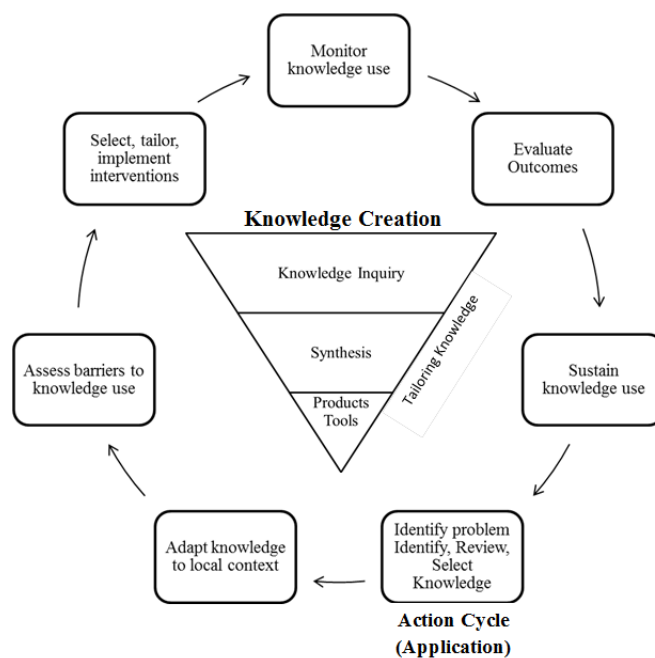 Monitor
knowledge use
Select, tailor,
implement
interventions
Evaluate
Outcomes
Knowledge Creation
Knowledge Inquiry
Tailoring Knowledge
Synthesis
Products
Tools
Assess barriers to
knowledge use
Sustain
knowledge use
Adapt knowledge
to local context
Identify problem
Identify, Review,
Select
Knowledge
Action Cycle
(Application)